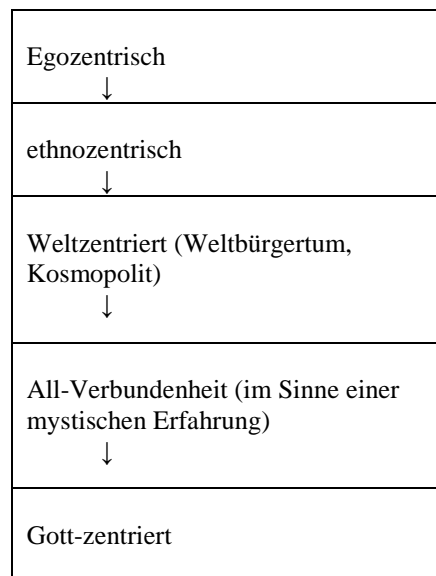 Egozentrisch
↓
ethnozentrisch
↓
Weltzentriert (Weltbürgertum,
Kosmopolit)
↓
All-Verbundenheit (im Sinne einer
mystischen Erfahrung)
↓
Gott-zentriert